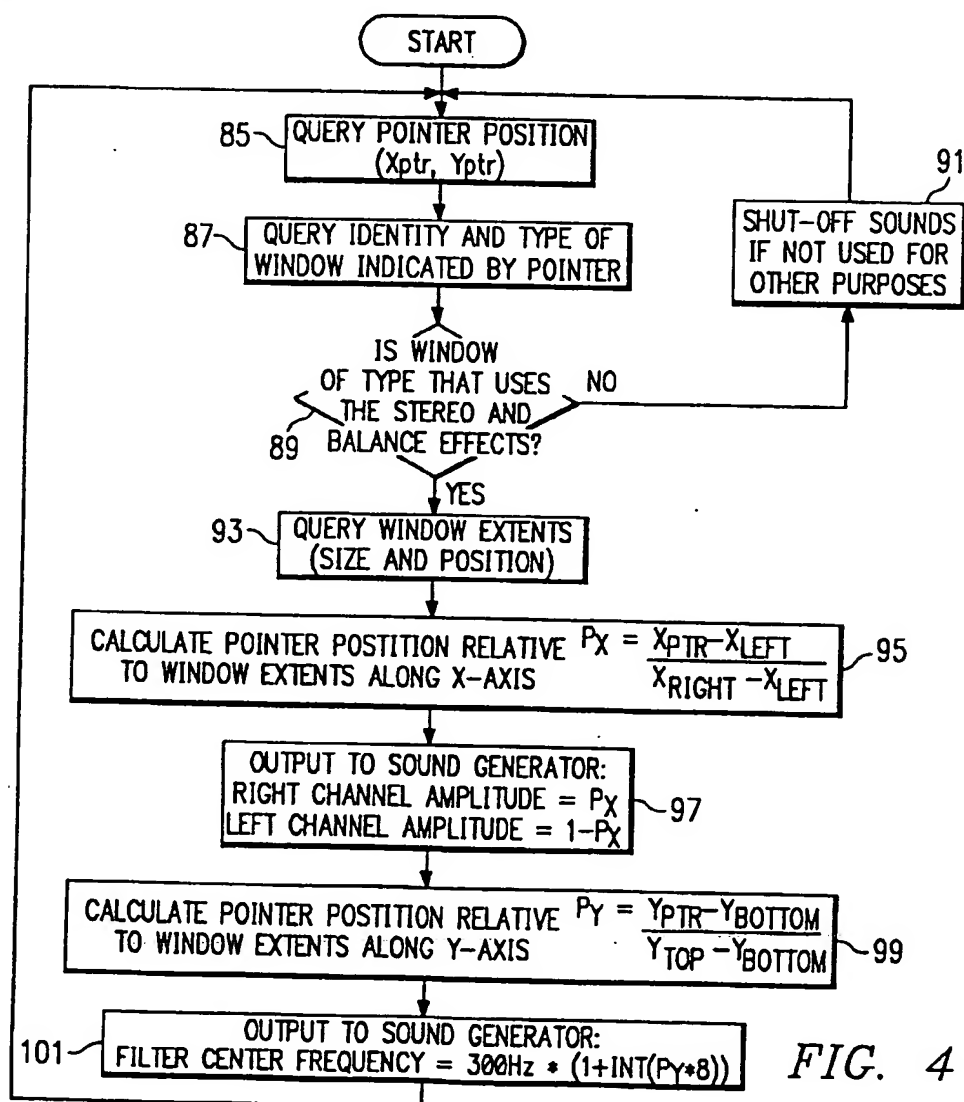 START
85
QUERY POINTER POSITION
(Xptr, Yptr)
87
QUERY IDENTITY AND TYPE OF
WINDOW INDICATED BY POINTER
91
SHUT-OFF SOUNDS
IF NOT USED FOR
OTHER PURPOSES
IS WINDOW
OF TYPE THAT USES
THE STEREO AND
BALANCE EFFECTS?
89
NO
YES
93
QUERY WINDOW EXTENTS
(SIZE AND POSITION)
CALCULATE POINTER POSTITION RELATIVE
TO WINDOW EXTENTS ALONG X-AXIS
PX = XPTR-XLEFT
XRIGHT -XLEFT
95
OUTPUT TO SOUND GENERATOR:
RIGHT CHANNEL AMPLITUDE = PX
LEFT CHANNEL AMPLITUDE = 1-PX
97
CALCULATE POINTER POSTITION RELATIVE
TO WINDOW EXTENTS ALONG Y-AXIS
PY = YPTR-YBOTTOM
YTOP -YBOTTOM
99
101
OUTPUT TO SOUND GENERATOR:
FILTER CENTER FREQUENCY = 300Hz * (1+INT(PY*8))
FIG. 4